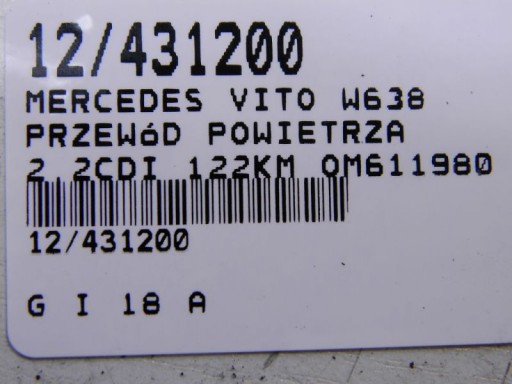 12/431200
MERCEDES VITO W638
PRZEWóD POWIETRZA
2.2CDI 122KM OM611980
12/431200
G I 18 A